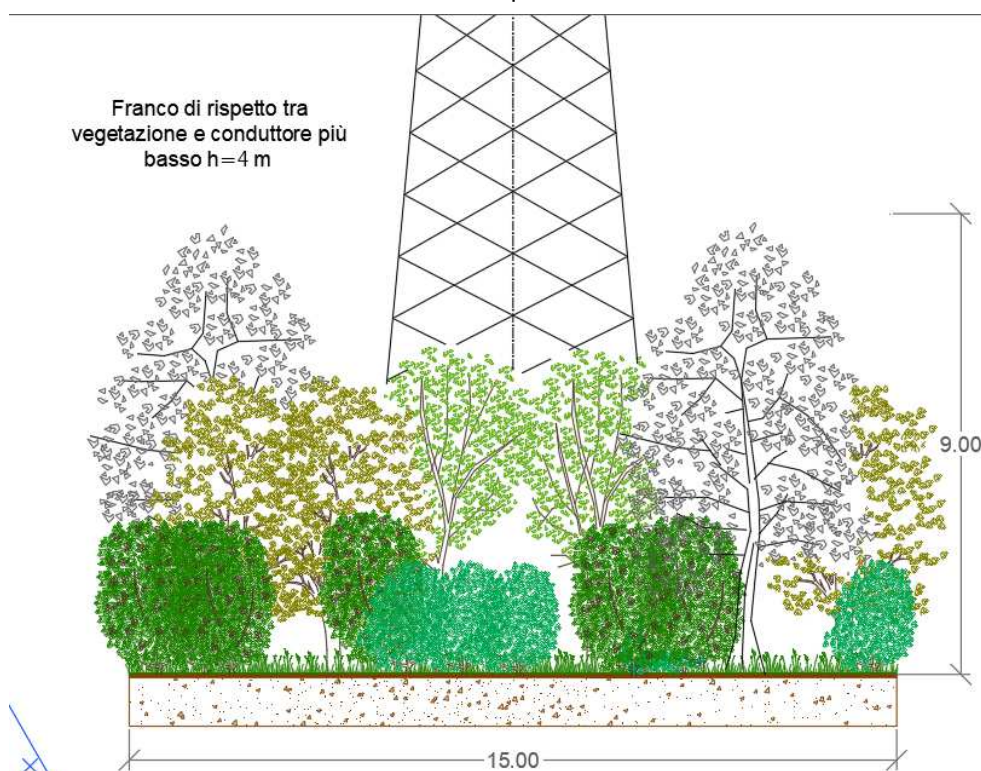 Franco di rispetto tra
vegetazione e conduttore più
basso h=4 m
9.00
15.00